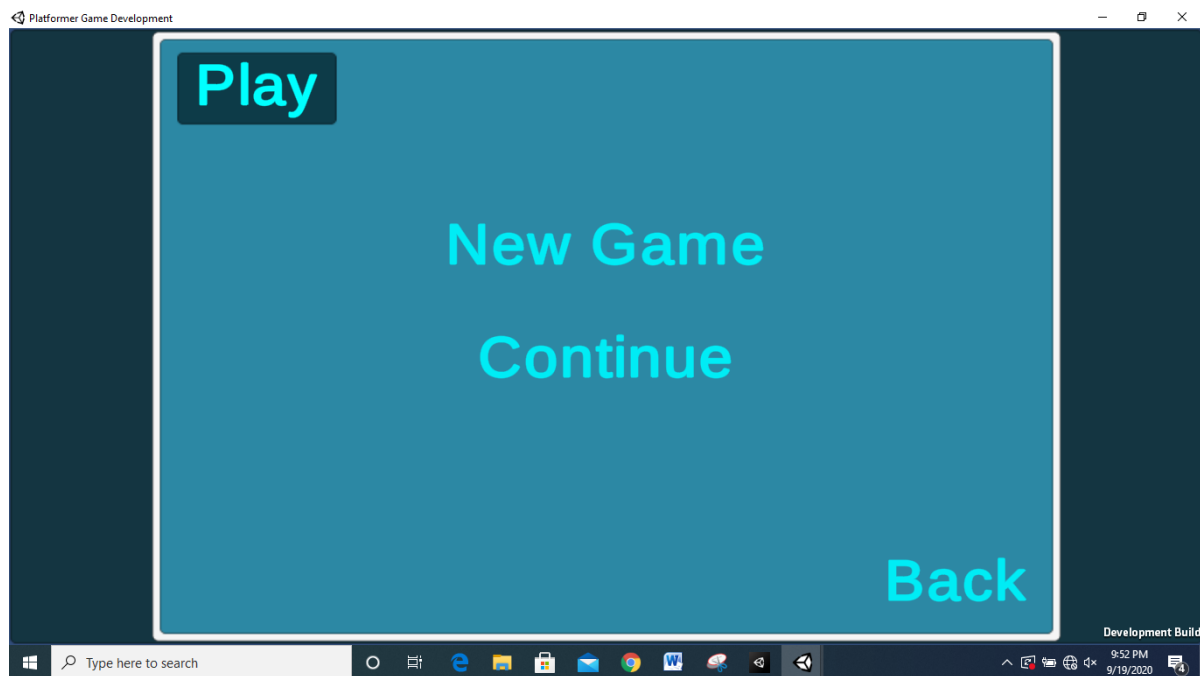 Platformer Game Development
Play
New Game
Continue
Back
Development Build
Type here to search
9:52 PM
9/19/2020
4